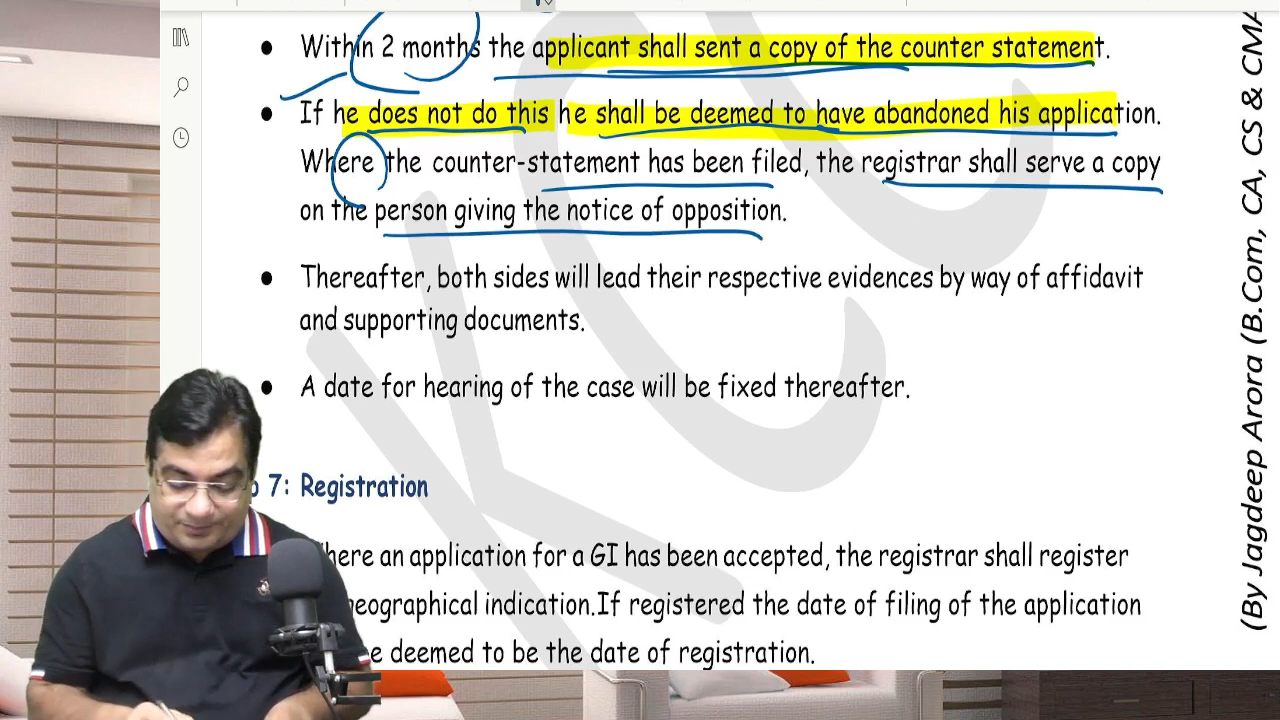 Within 2 months the applicant shall sent a copy of the counter statement.
If he does not do this he shall be deemed to have abandoned his application.
Where the counter-statement has been filed, the registrar shall serve a copy
on the person giving the notice of opposition.
Thereafter, both sides will lead their respective evidences by way of affidavit
and supporting documents.
A date for hearing of the case will be fixed thereafter.
7: Registration
an application for a GI has been accepted, the registrar shall register
geographical indication.If registered the date of filing of the application
deemed to be the date of registration.
(By Jagdeep Arora (B.Com, CA, CS & CMA